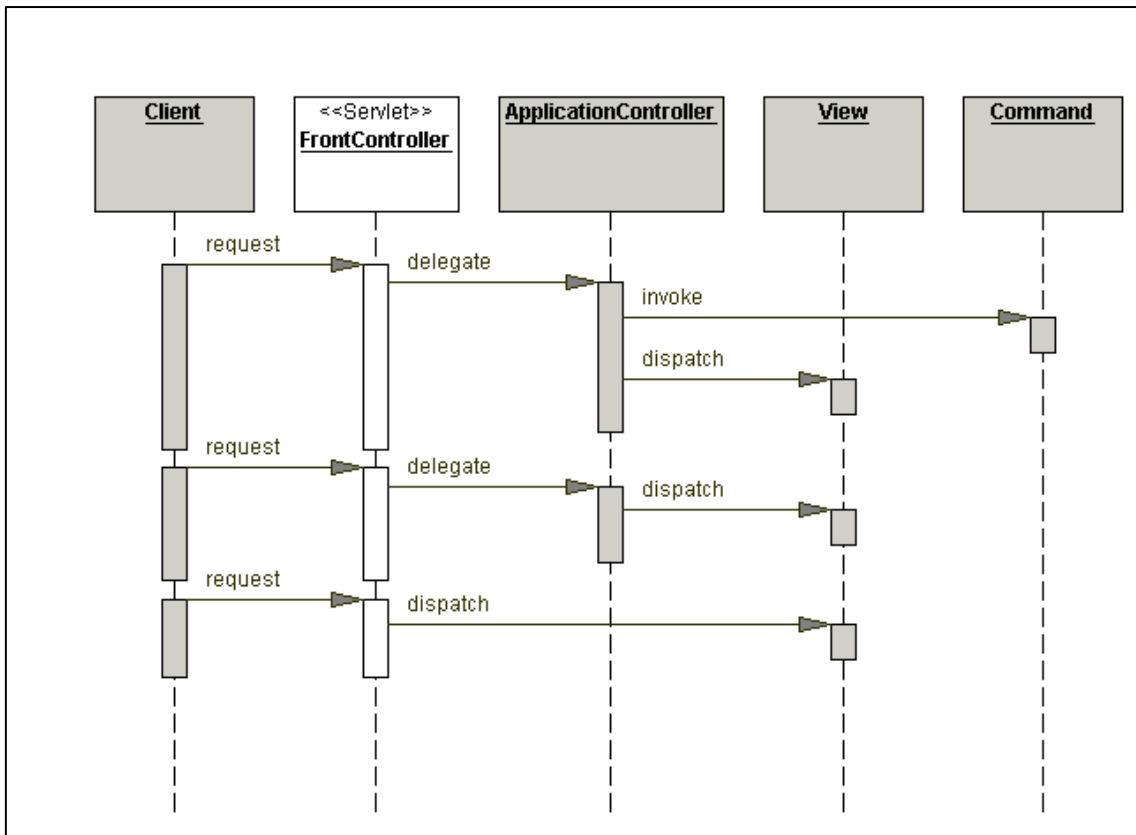 Client
<<Servlet>>
FrontController
ApplicationController
View
Command
request
delegate
invoke
dispatch
request
delegate
dispatch
request
dispatch